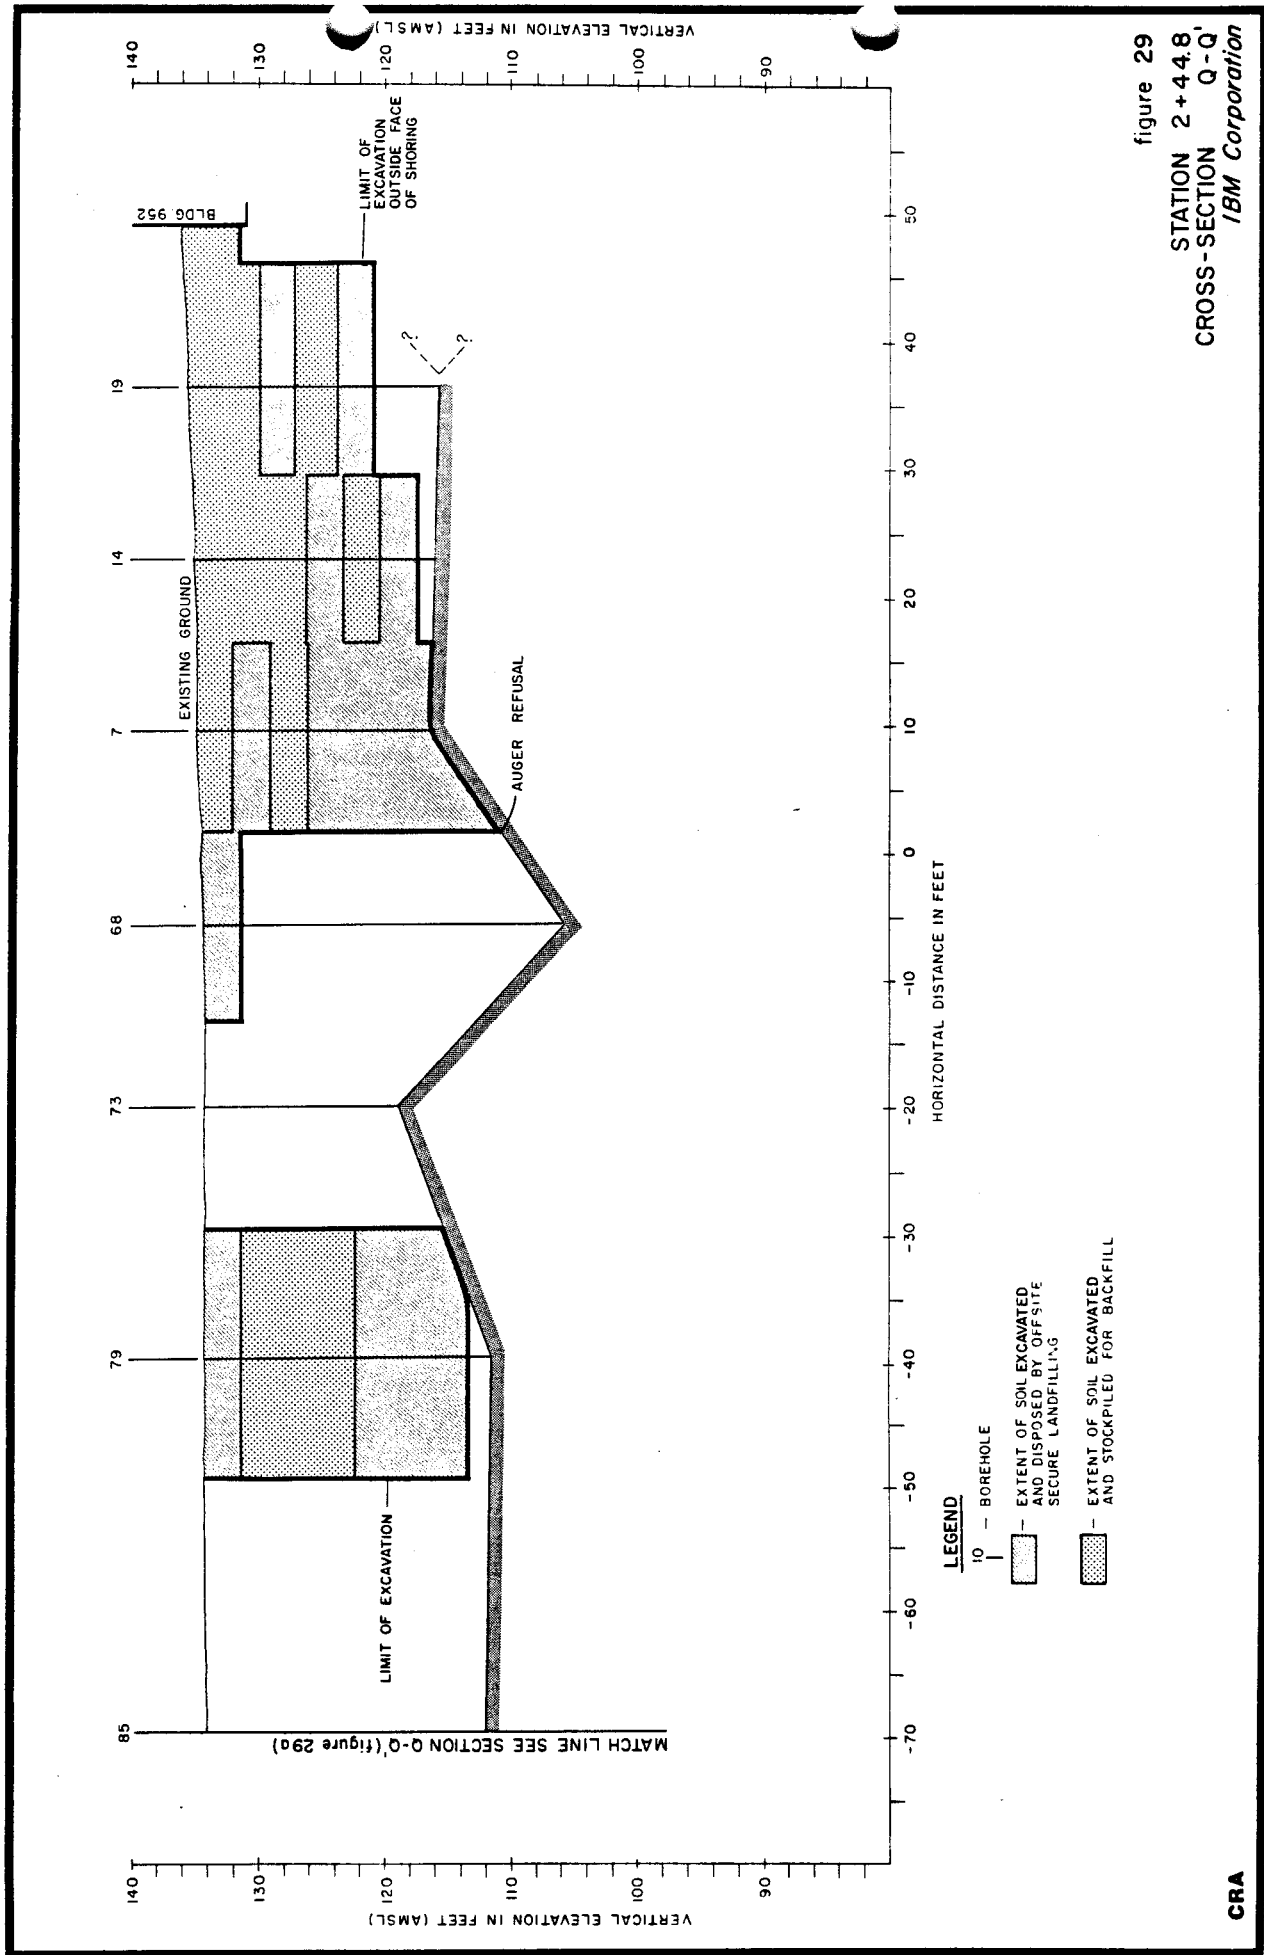 VERTICAL ELEVATION IN FEET (AMSL)
140
130
120
110
100
90
85
79
73
68
7
14
19
EXISTING GROUND
BLDG. 952
LIMIT OF
EXCAVATION
OUTSIDE FACE
OF SHORING
?
?
AUGER REFUSAL
LIMIT OF EXCAVATION
MATCH LINE SEE SECTION Q-Q' (figure 29a)
VERTICAL ELEVATION IN FEET (AMSL)
140
130
120
110
100
90
-70
-60
-50
-40
-30
-20
-10
0
10
20
30
40
50
HORIZONTAL DISTANCE IN FEET
LEGEND
10 — BOREHOLE
— EXTENT OF SOIL EXCAVATED
AND DISPOSED BY OFFSITE
SECURE LANDFILLING
— EXTENT OF SOIL EXCAVATED
AND STOCKPILED FOR BACKFILL
figure 29
STATION 2+44.8
CROSS-SECTION Q-Q'
IBM Corporation
CRA